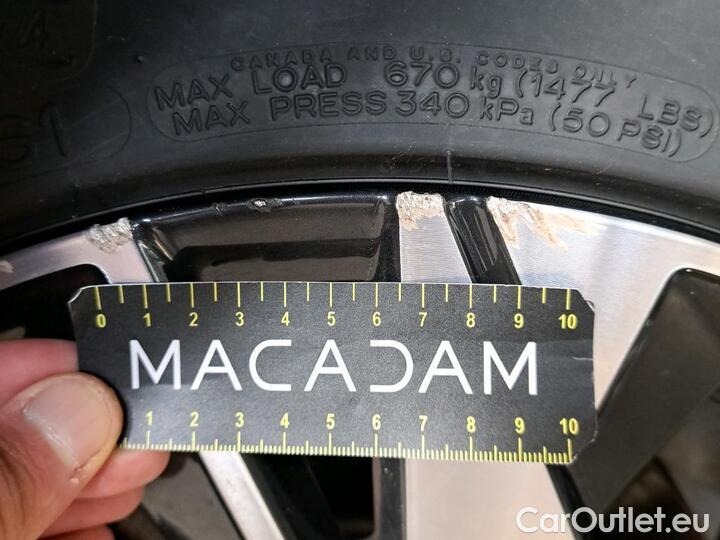 CANADA AND U.S. CODES ONLY
MAX LOAD 670 kg (1477 LBS)
MAX PRESS 340 kPa (50 PSI)
0 1 2 3 4 5 6 7 8 9 10
MACADAM
1 2 3 4 5 6 7 8 9 10
CarOutlet.eu